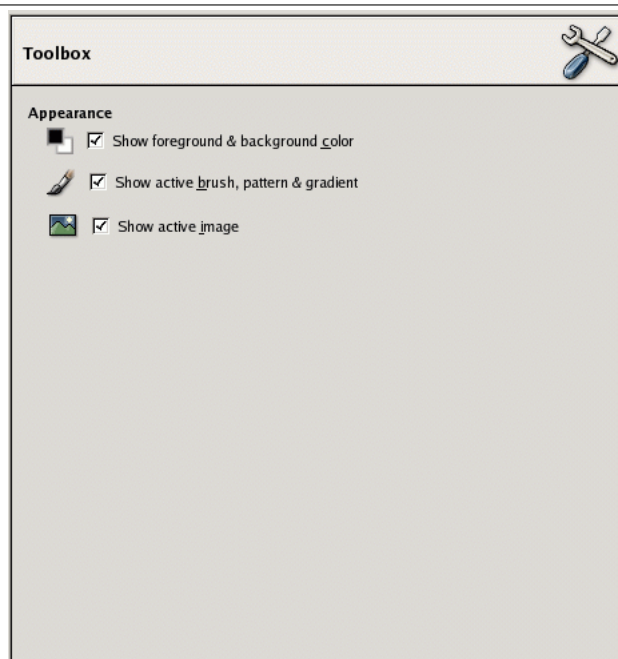 Toolbox
Appearance
Show foreground & background color
Show active brush, pattern & gradient
Show active image